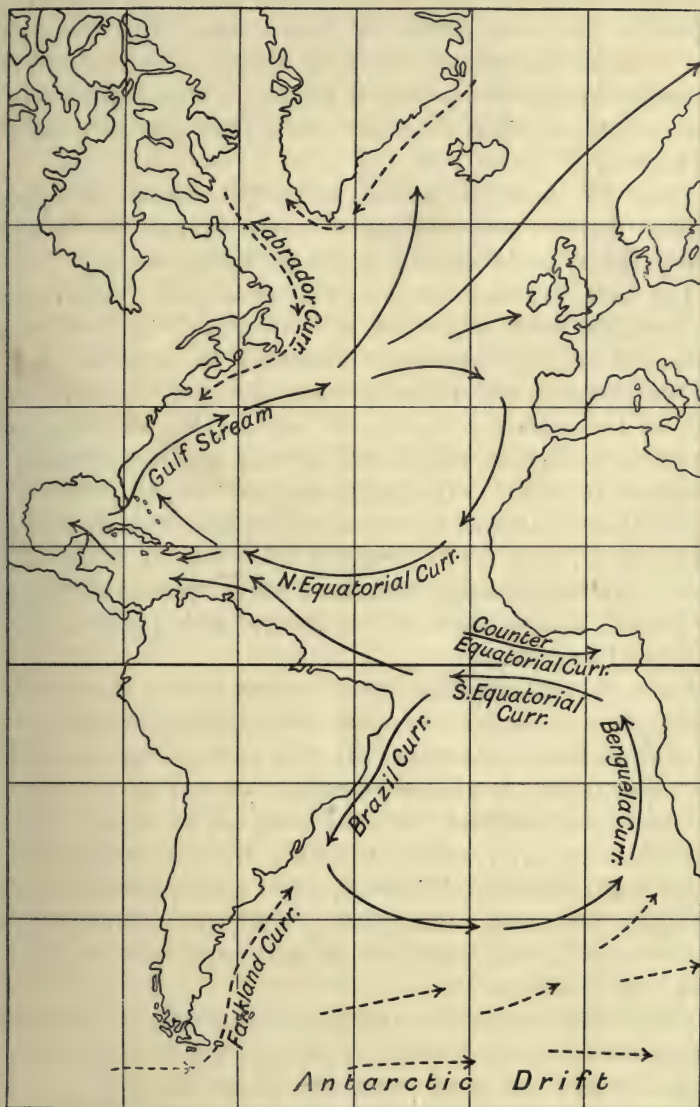 Labrador Curr.
Gulf Stream
N. Equatorial Curr.
Counter
Equatorial Curr.
S. Equatorial
Curr.
Brazil Curr.
Benguela Curr.
Falkland Curr.
Antarctic Drift